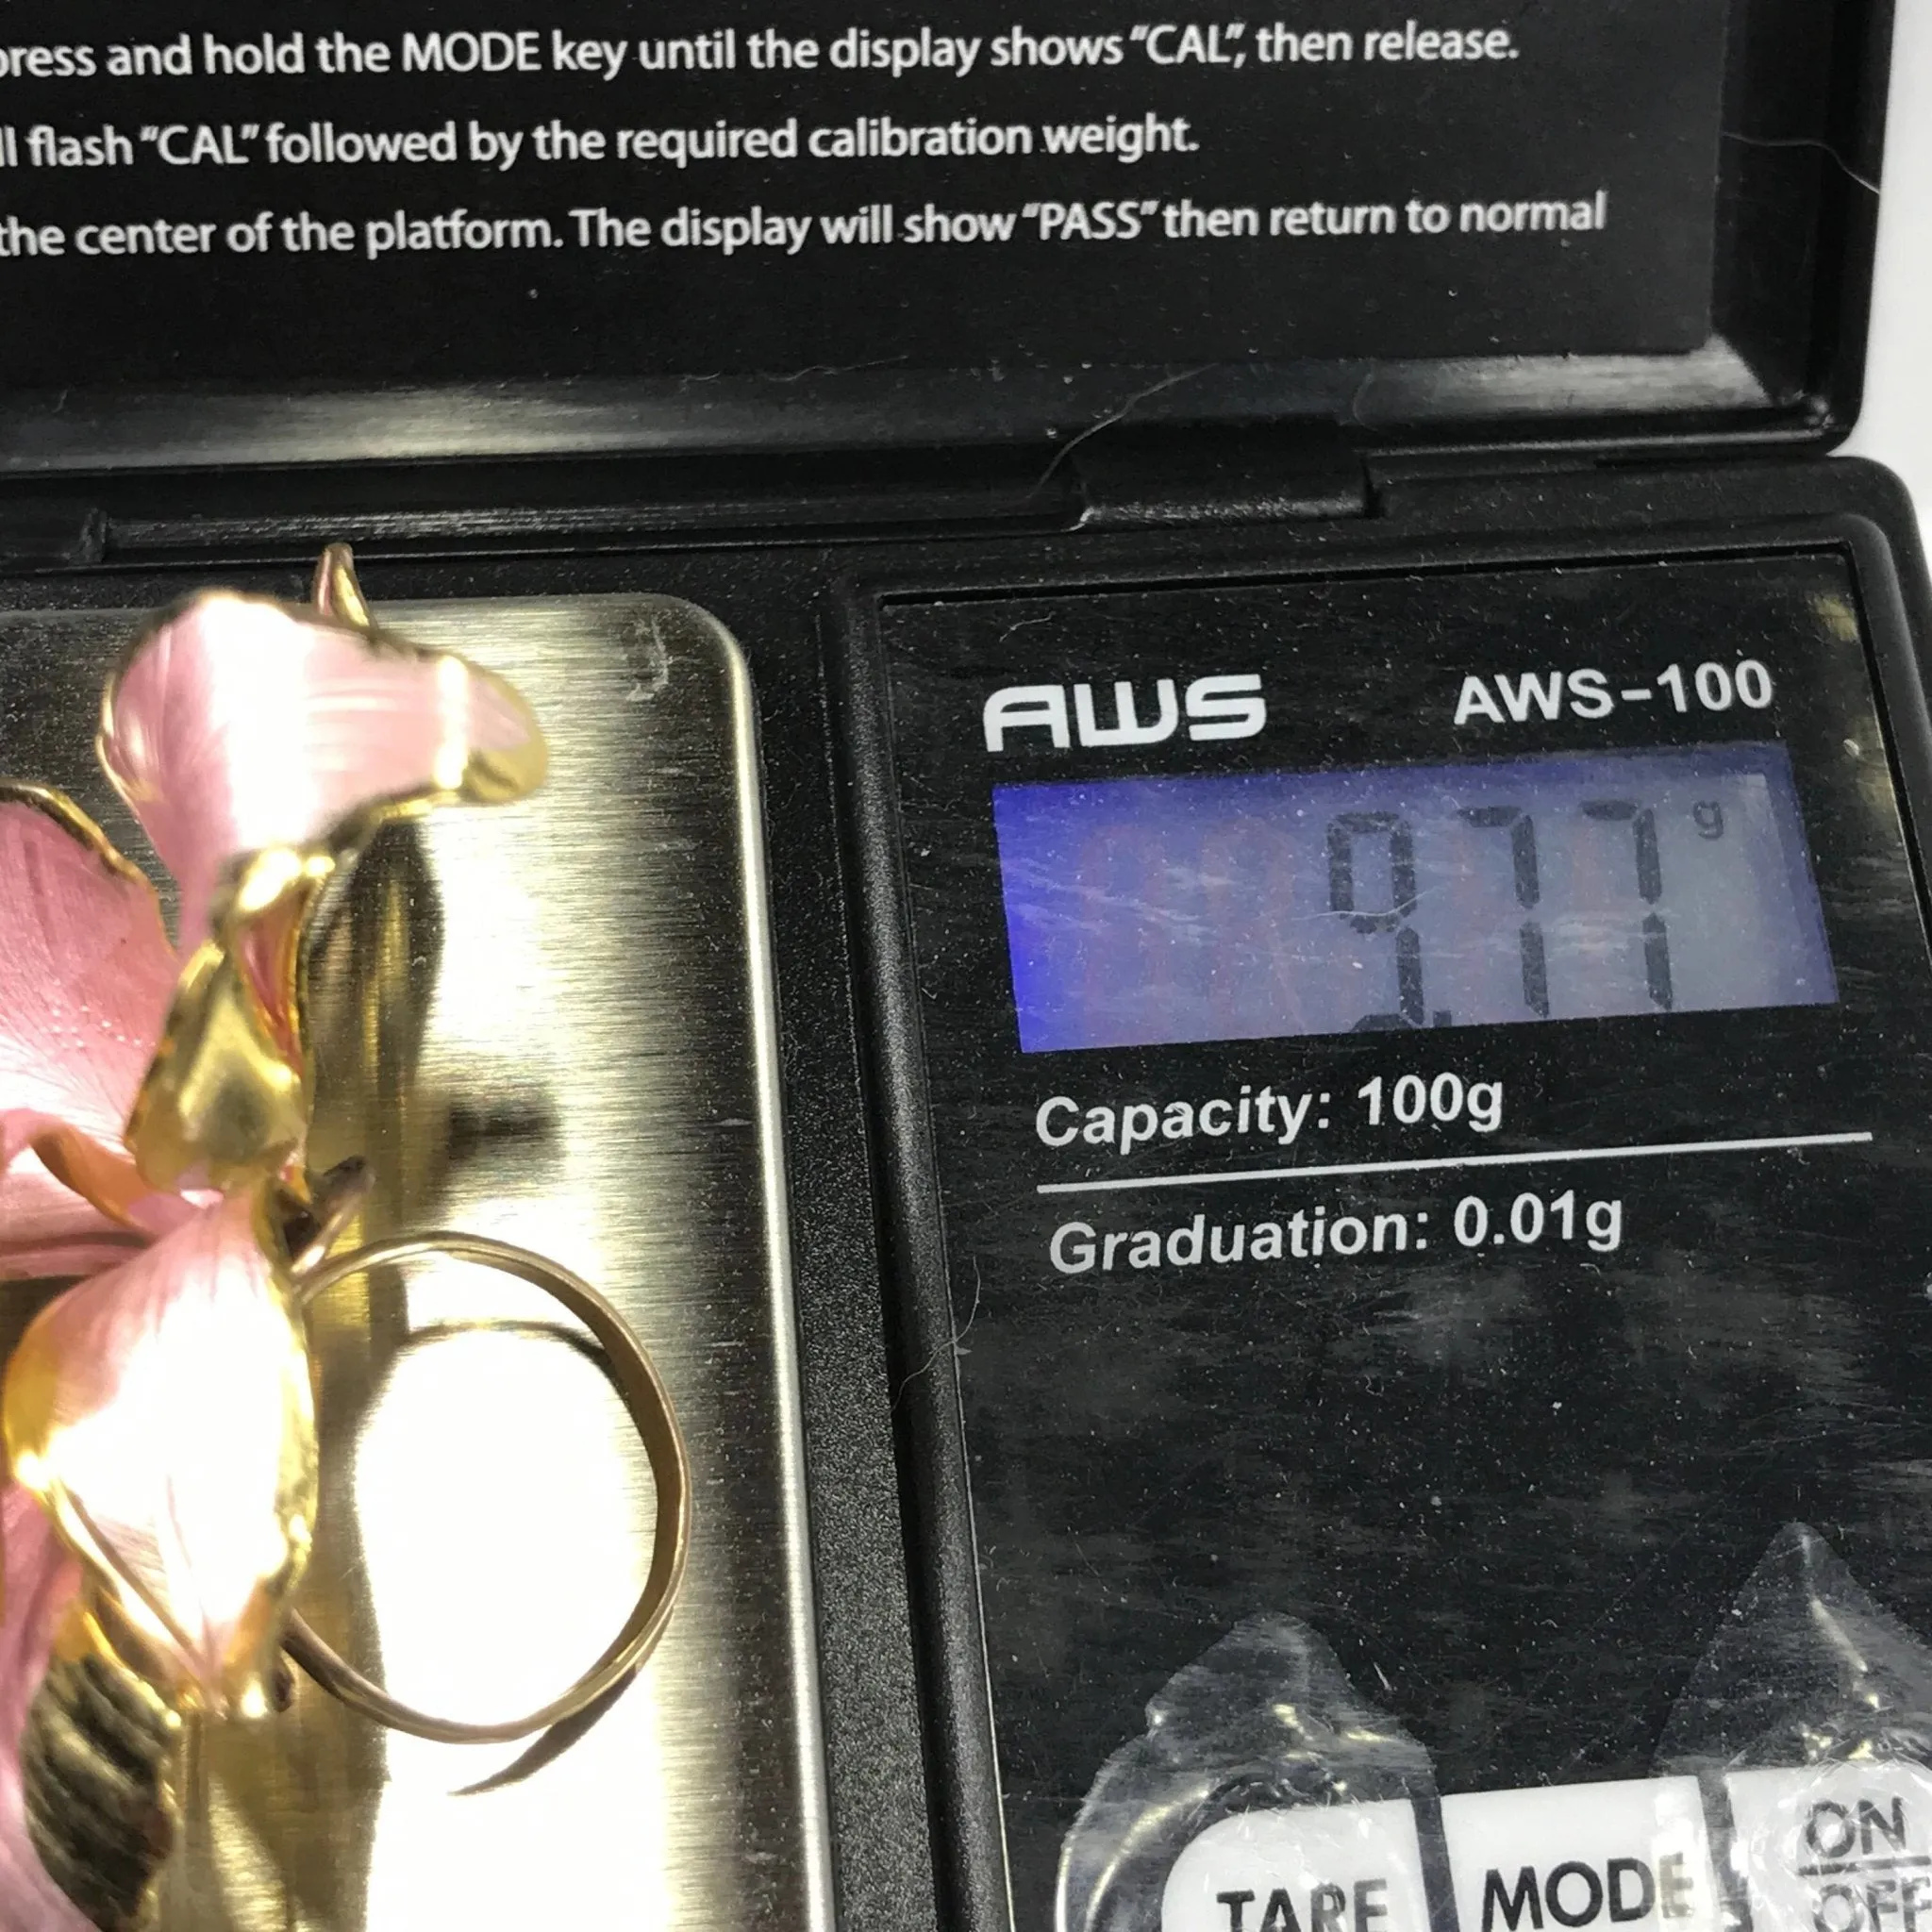 press and hold the MODE key until the display shows "CAL", then release.
ll flash "CAL" followed by the required calibration weight.
the center of the platform. The display will show "PASS" then return to normal
AWS AWS-100
9.77 g
Capacity: 100g
Graduation: 0.01g
TARE MODE ON
OFF